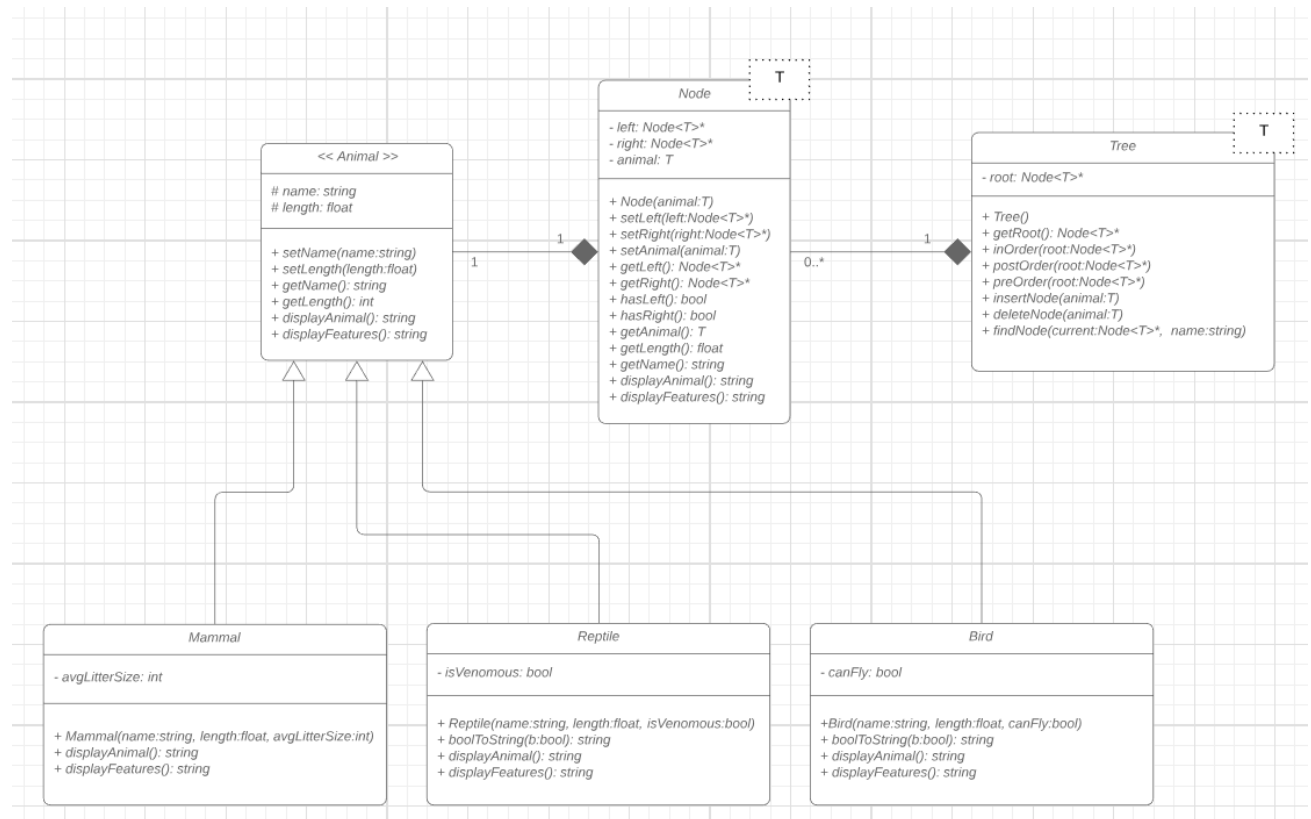 << Animal >>
# name: string
# length: float
+ setName(name:string)
+ setLength(length:float)
+ getName(): string
+ getLength(): int
+ displayAnimal(): string
+ displayFeatures(): string
1
1
T
Node
- left: Node<T>*
- right: Node<T>*
- animal: T
+ Node(animal:T)
+ setLeft(left:Node<T>*)
+ setRight(right:Node<T>*)
+ setAnimal(animal:T)
+ getLeft(): Node<T>*
+ getRight(): Node<T>*
+ hasLeft(): bool
+ hasRight(): bool
+ getAnimal(): T
+ getLength(): float
+ getName(): string
+ displayAnimal(): string
+ displayFeatures(): string
0..*
1
T
Tree
- root: Node<T>*
+ Tree()
+ getRoot(): Node<T>*
+ inOrder(root:Node<T>*)
+ postOrder(root:Node<T>*)
+ preOrder(root:Node<T>*)
+ insertNode(animal:T)
+ deleteNode(animal:T)
+ findNode(current:Node<T>*, name:string)
Mammal
- avgLitterSize: int
+ Mammal(name:string, length:float, avgLitterSize:int)
+ displayAnimal(): string
+ displayFeatures(): string
Reptile
- isVenomous: bool
+ Reptile(name:string, length:float, isVenomous:bool)
+ boolToString(b:bool): string
+ displayAnimal(): string
+ displayFeatures(): string
Bird
- canFly: bool
+Bird(name:string, length:float, canFly:bool)
+ boolToString(b:bool): string
+ displayAnimal(): string
+ displayFeatures(): string